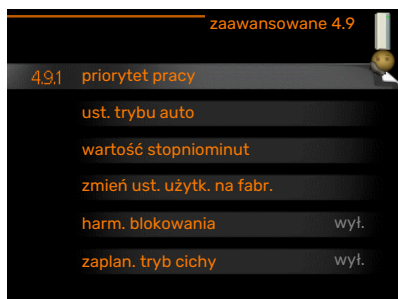 zaawansowane 4.9
4.9.1 priorytet pracy
ust. trybu auto
wartość stopniominut
zmień ust. użytk. na fabr.
harm. blokowania wył.
zaplan. tryb cichy wył.